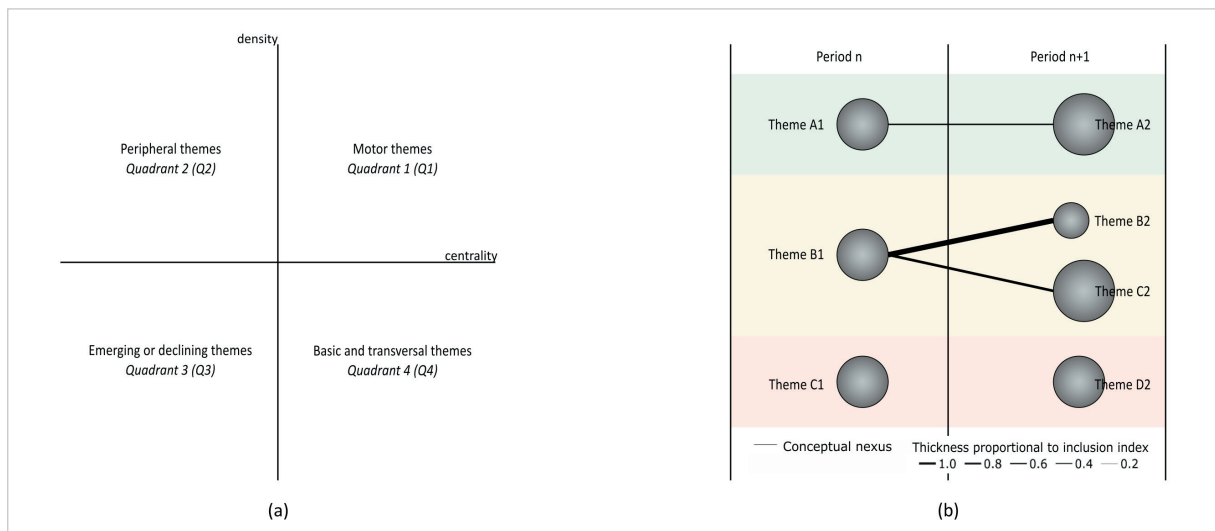 density
Peripheral themes
Quadrant 2 (Q2)
Motor themes
Quadrant 1 (Q1)
centrality
Emerging or declining themes
Quadrant 3 (Q3)
Basic and transversal themes
Quadrant 4 (Q4)
(a)
Period n
Period n+1
Theme A1
Theme A2
Theme B1
Theme B2
Theme C2
Theme C1
Theme D2
Conceptual nexus
Thickness proportional to inclusion index
1.0 0.8 0.6 0.4 0.2
(b)